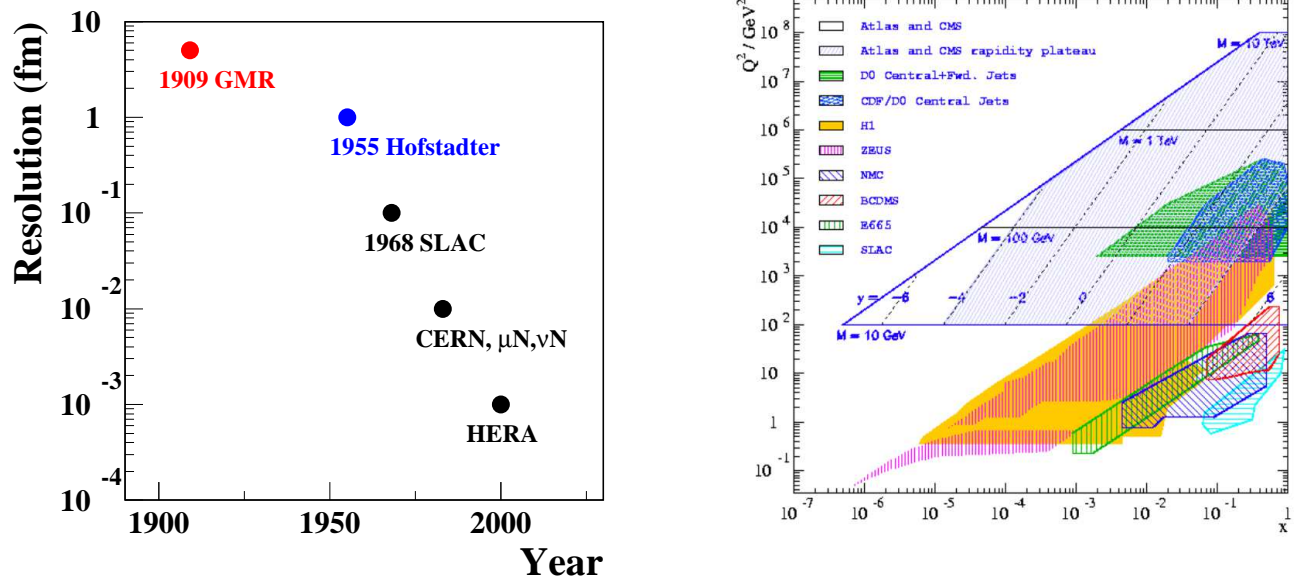 Resolution (fm)
10
1
10 -1
10 -2
10 -3
10 -4
1909 GMR
1955 Hofstadter
1968 SLAC
CERN, μN,νN
HERA
1900
1950
2000
Year
Q2 / GeV2
10 8
10 7
10 6
10 5
10 4
10 3
10 2
10
1
10 -1
Atlas and CMS
Atlas and CMS rapidity plateau
D0 Central+Fwd. Jets
CDF/D0 Central Jets
H1
ZEUS
NMC
BCDMS
E665
SLAC
M = 10 TeV
M = 1 TeV
M = 100 GeV
y = -6 -4 -2 0 6
M = 10 GeV
10 -7
10 -6
10 -5
10 -4
10 -3
10 -2
10 -1
1
x